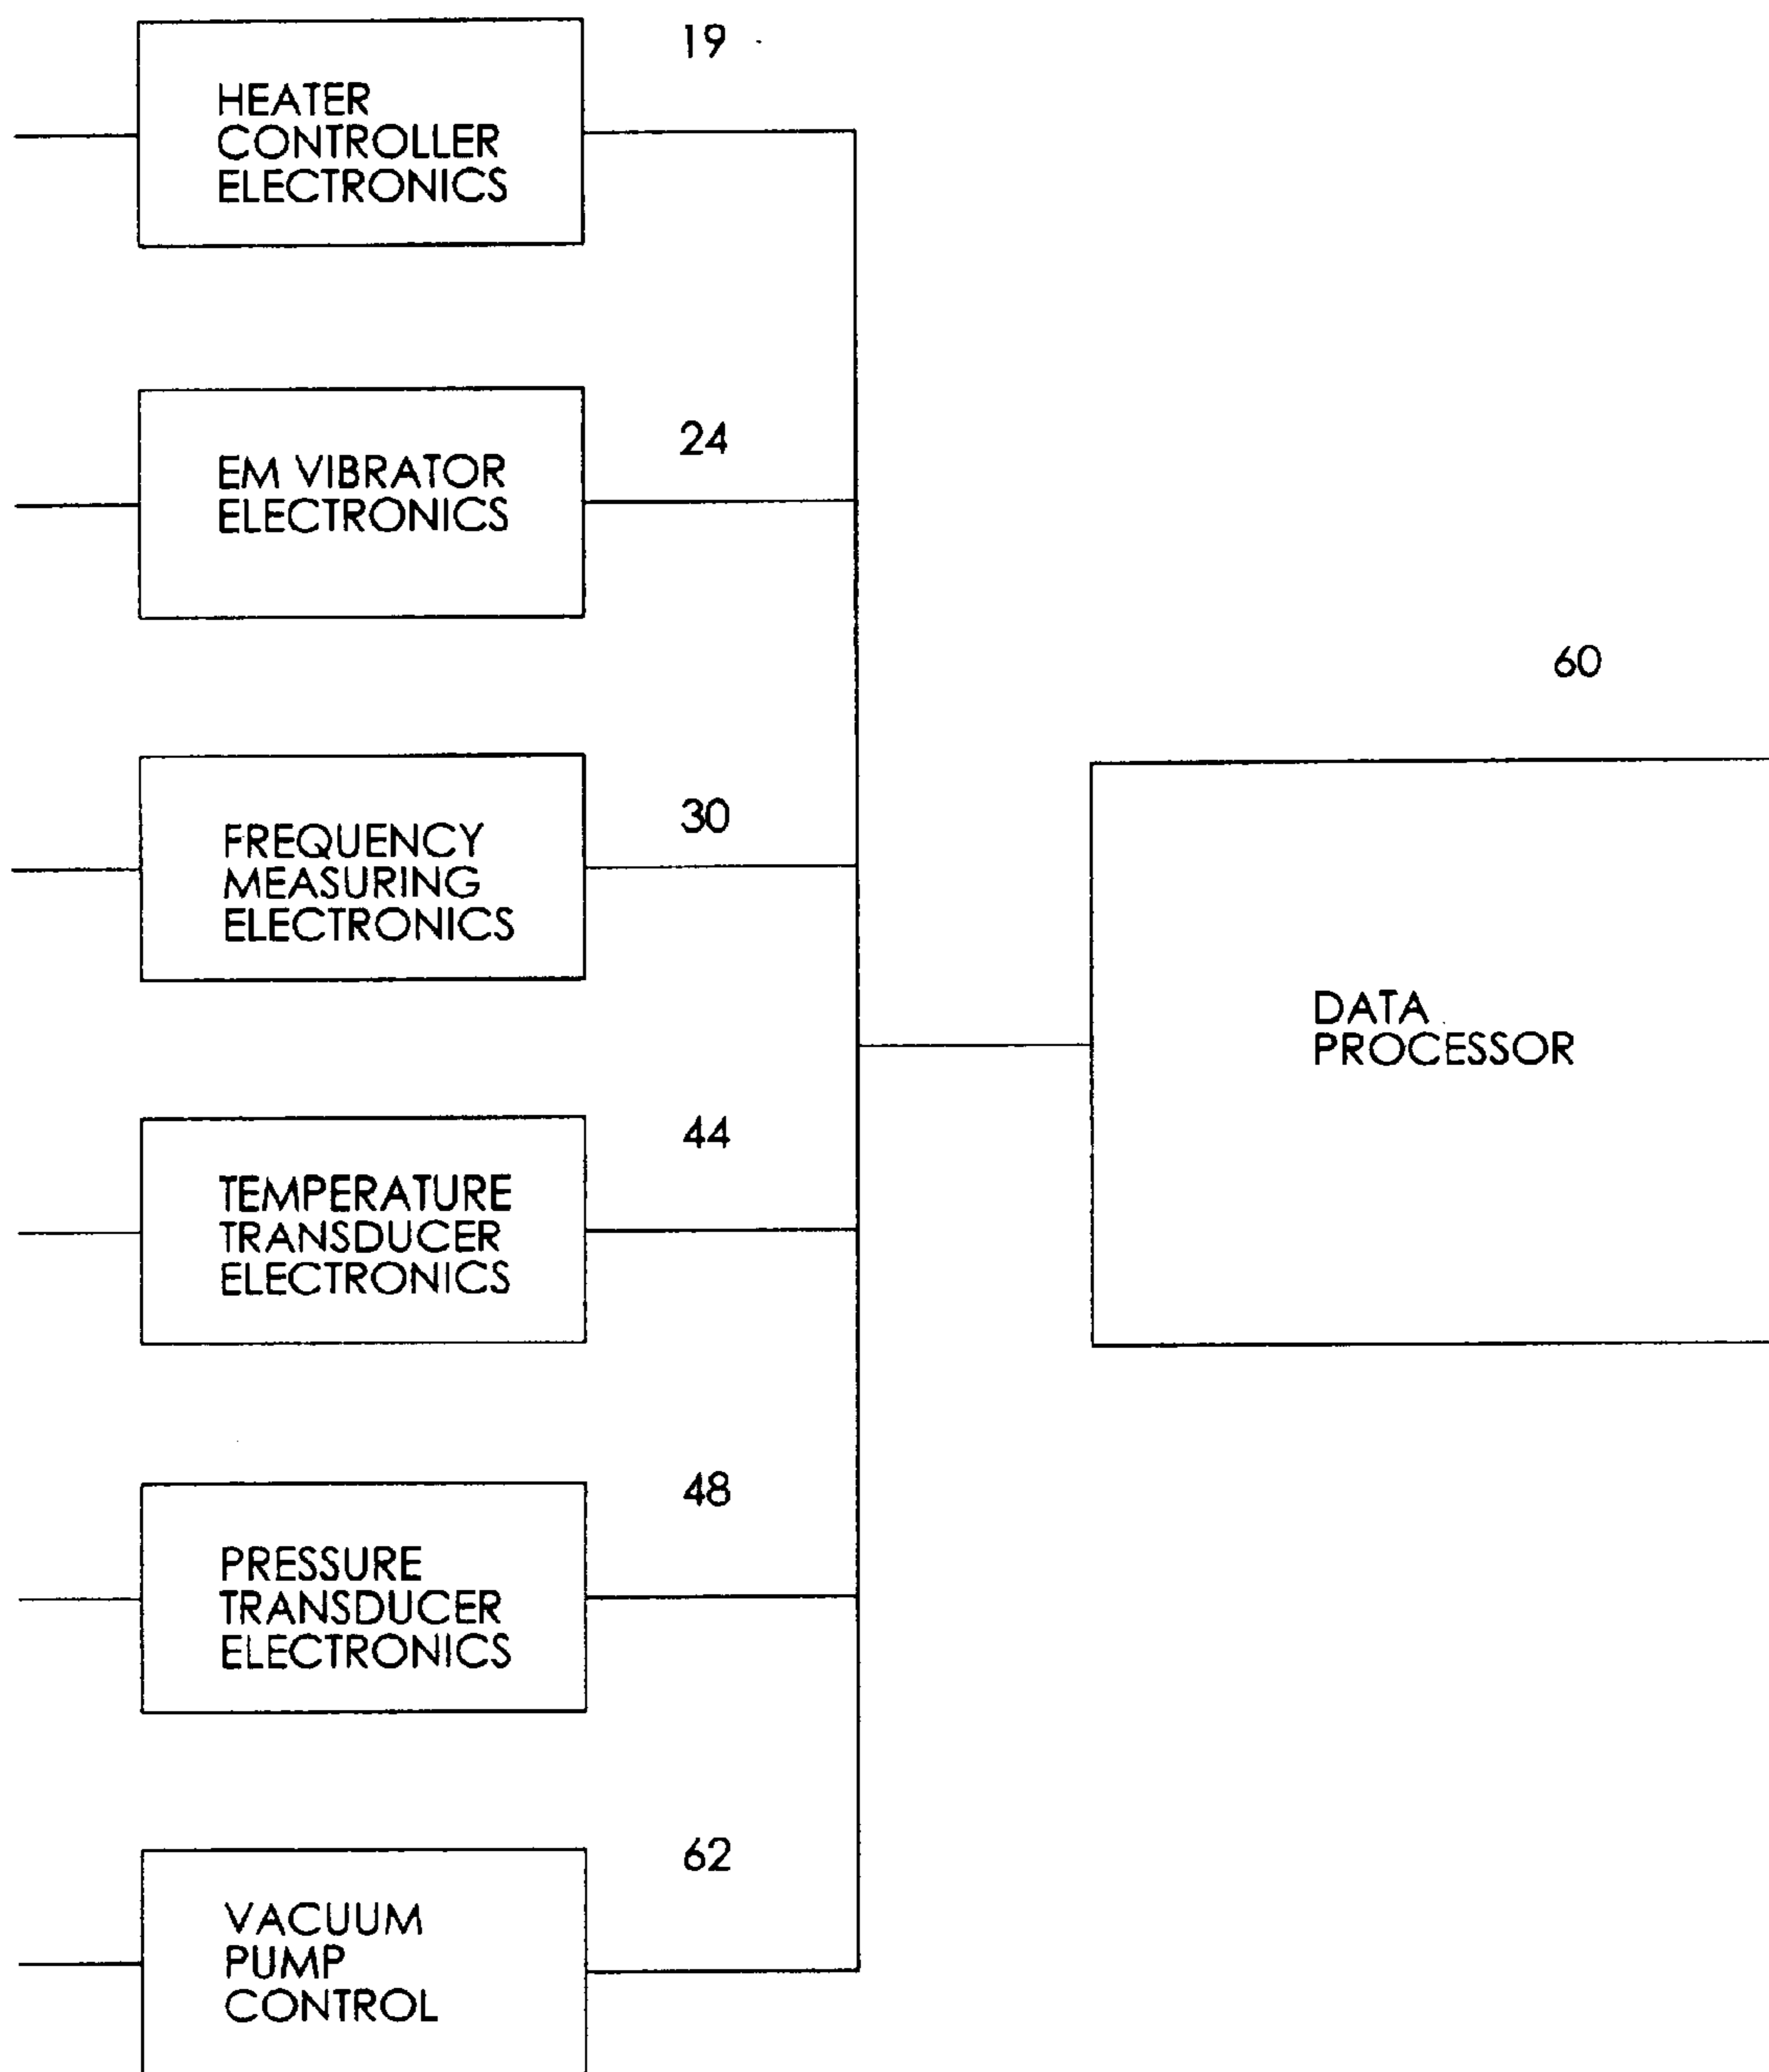 19
HEATER
CONTROLLER
ELECTRONICS
24
EM VIBRATOR
ELECTRONICS
60
30
FREQUENCY
MEASURING
ELECTRONICS
DATA
PROCESSOR
44
TEMPERATURE
TRANSDUCER
ELECTRONICS
48
PRESSURE
TRANSDUCER
ELECTRONICS
62
VACUUM
PUMP
CONTROL